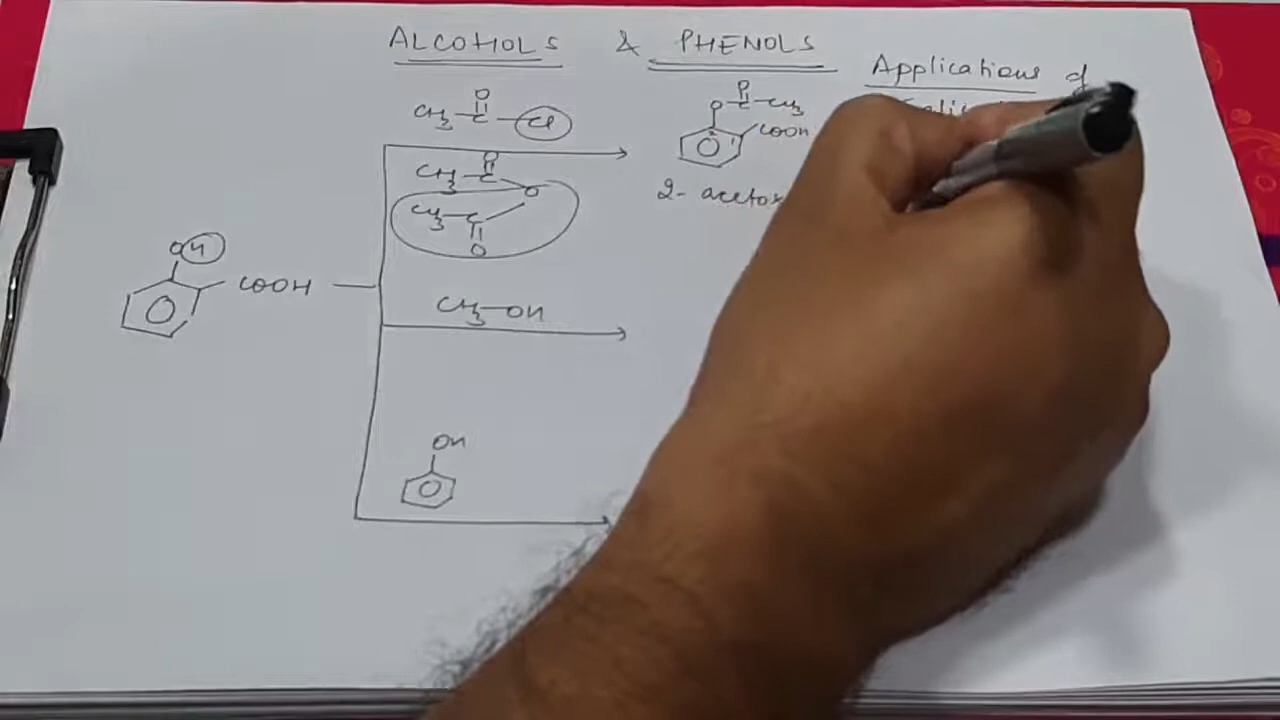 ALCOHOLS & PHENOLS
Applications of
CH3-C-Cl
O
O-C-CH3
O
COOH
CH3-C
O
O
CH3-C
O
2- acetox
OH
COOH
CH3-OH
OH